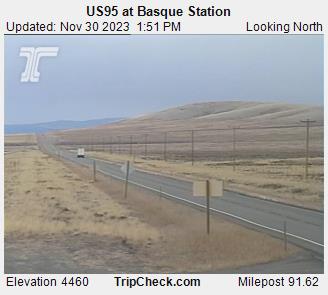 US95 at Basque Station
Updated: Nov 30 2023 1:51 PM Looking North
Elevation 4460 TripCheck.com Milepost 91.62